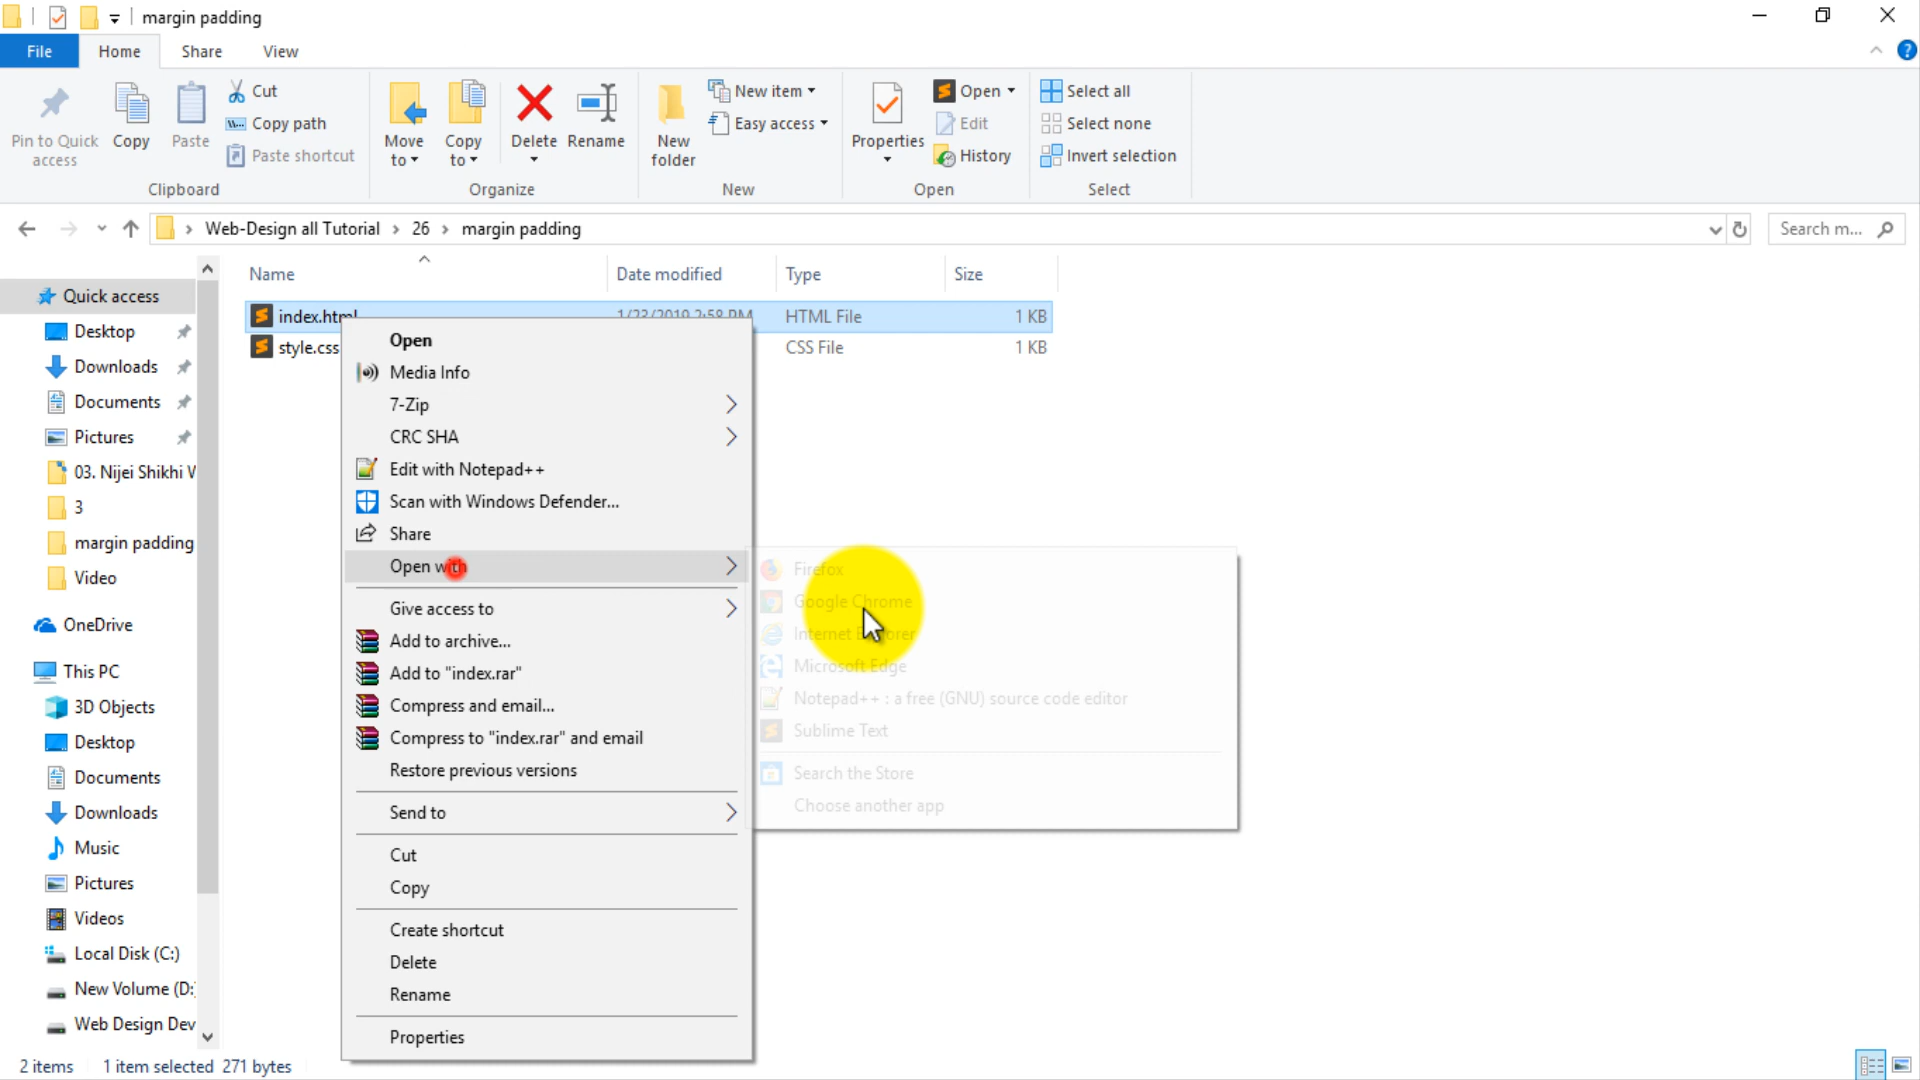 margin padding
File
Home
Share
View
Pin to Quick access
Copy
Paste
Cut
Copy path
Paste shortcut
Clipboard
Move to
Copy to
Delete
Rename
Organize
New folder
New item
Easy access
New
Properties
Open
Edit
History
Open
Select all
Select none
Invert selection
Select
Web-Design all Tutorial > 26 > margin padding
Search m...
Name
Date modified
Type
Size
index.html
1/23/2019 2:58 PM
HTML File
1 KB
style.css
CSS File
1 KB
Quick access
Desktop
Downloads
Documents
Pictures
03. Nijei Shikhi W
3
margin padding
Video
OneDrive
This PC
3D Objects
Desktop
Documents
Downloads
Music
Pictures
Videos
Local Disk (C:)
New Volume (D:
Web Design Dev
Open
Media Info
7-Zip
CRC SHA
Edit with Notepad++
Scan with Windows Defender...
Share
Open with
Give access to
Add to archive...
Add to "index.rar"
Compress and email...
Compress to "index.rar" and email
Restore previous versions
Send to
Cut
Copy
Create shortcut
Delete
Rename
Properties
Firefox
Google Chrome
Internet Explorer
Microsoft Edge
Notepad++ : a free (GNU) source code editor
Sublime Text
Search the Store
Choose another app
2 items
1 item selected 271 bytes